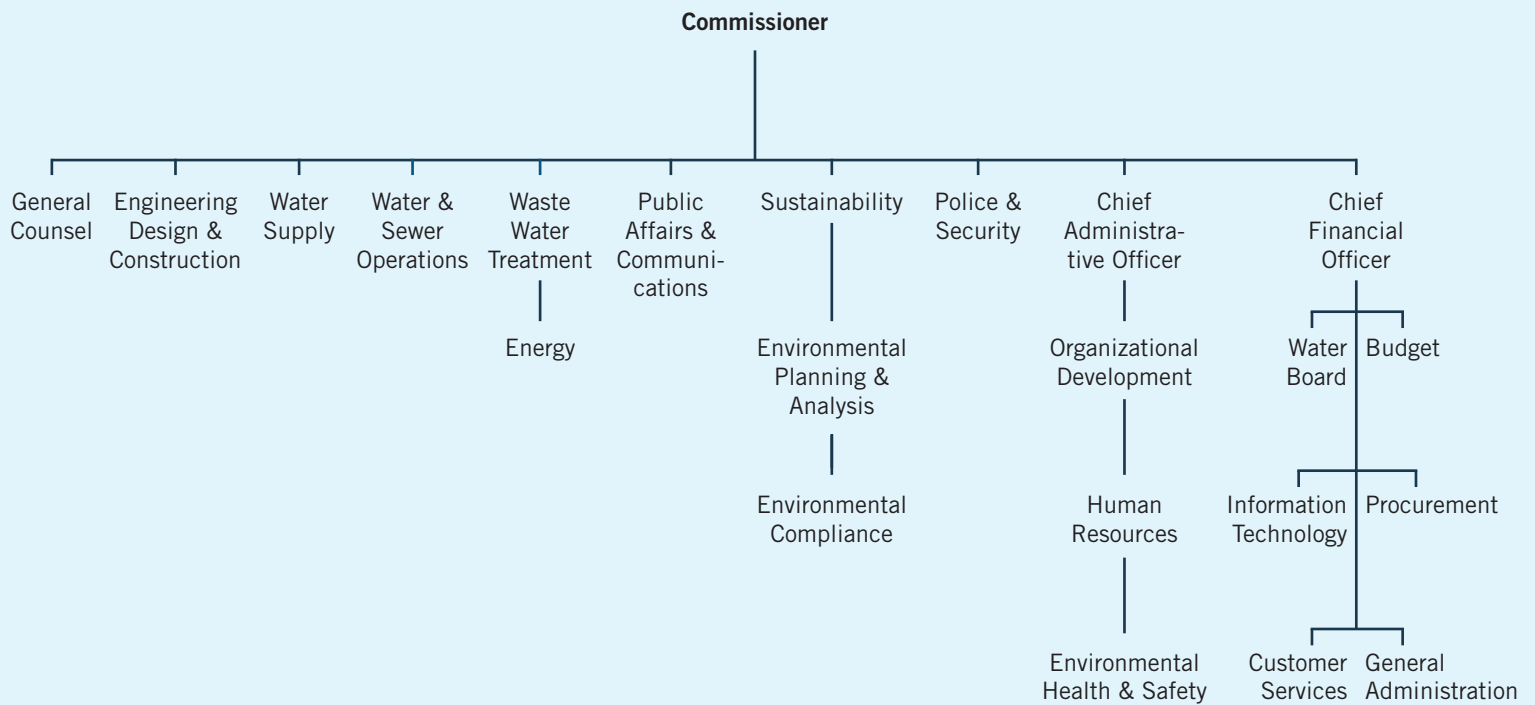 Commissioner
General
Counsel
Engineering
Design &
Construction
Water
Supply
Water &
Sewer
Operations
Waste
Water
Treatment
Public
Affairs &
Communi-
cations
Sustainability
Police &
Security
Chief
Administra-
tive Officer
Chief
Financial
Officer
Energy
Environmental
Planning &
Analysis
Organizational
Development
Water
Board
Budget
Environmental
Compliance
Human
Resources
Information
Technology
Procurement
Environmental
Health & Safety
Customer
Services
General
Administration